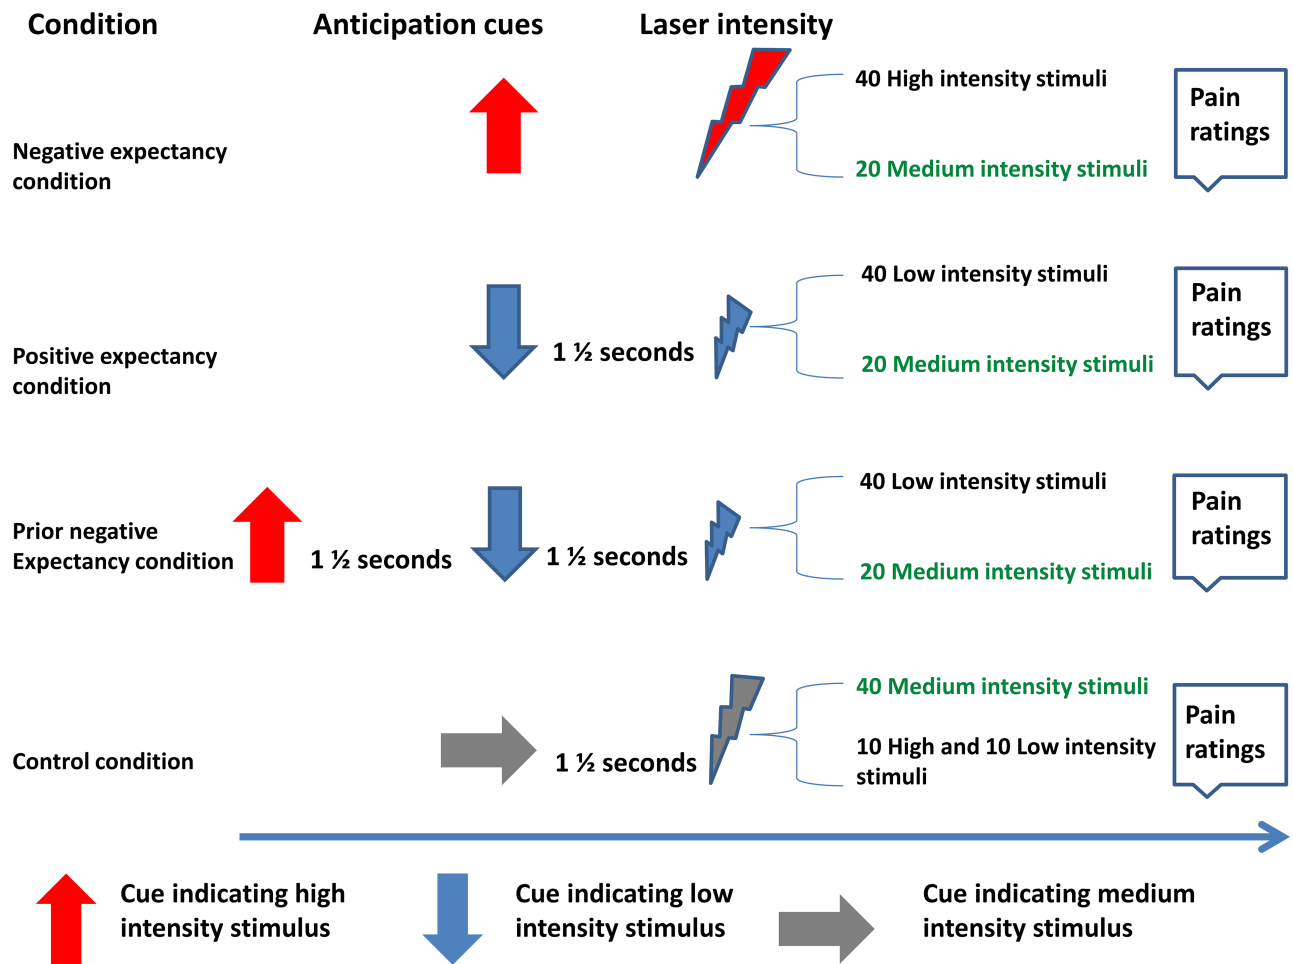 Condition
Anticipation cues
Laser intensity
Negative expectancy
condition
40 High intensity stimuli
20 Medium intensity stimuli
Pain
ratings
Positive expectancy
condition
1 ½ seconds
40 Low intensity stimuli
20 Medium intensity stimuli
Pain
ratings
Prior negative
Expectancy condition
1 ½ seconds
1 ½ seconds
40 Low intensity stimuli
20 Medium intensity stimuli
Pain
ratings
Control condition
1 ½ seconds
40 Medium intensity stimuli
10 High and 10 Low intensity
stimuli
Pain
ratings
Cue indicating high
intensity stimulus
Cue indicating low
intensity stimulus
Cue indicating medium
intensity stimulus